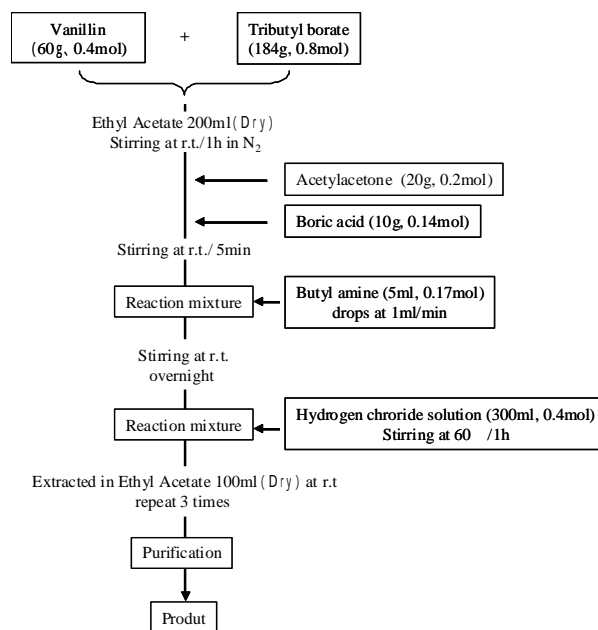 Vanillin
(60g, 0.4mol)
+
Tributyl borate
(184g, 0.8mol)
Ethyl Acetate 200ml(Dry)
Stirring at r.t./1h in N2
Acetylacetone (20g, 0.2mol)
Boric acid (10g, 0.14mol)
Stirring at r.t./ 5min
Reaction mixture
Butyl amine (5ml, 0.17mol)
drops at 1ml/min
Stirring at r.t.
overnight
Reaction mixture
Hydrogen chroride solution (300ml, 0.4mol)
Stirring at 60 /1h
Extracted in Ethyl Acetate 100ml(Dry) at r.t
repeat 3 times
Purification
Produt